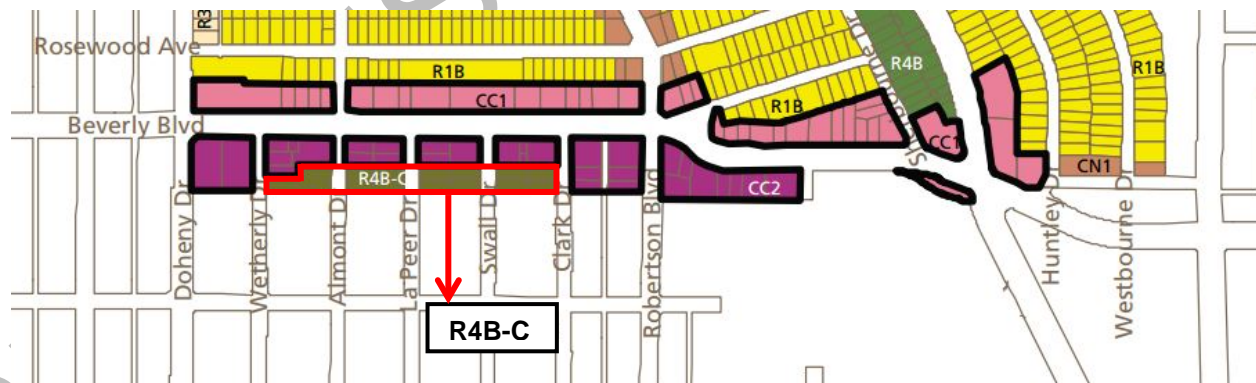 R3
Rosewood Ave
R1B
R4B
R1B
CC1
R1B
Beverly Blvd
CC1
CN1
R4B-C
CC2
Doheny Dr
Wetherly Dr
Almont Dr
La Peer Dr
Swall Dr
Clark Dr
Robertson Blvd
Huntley Dr
Westbourne Dr
R4B-C